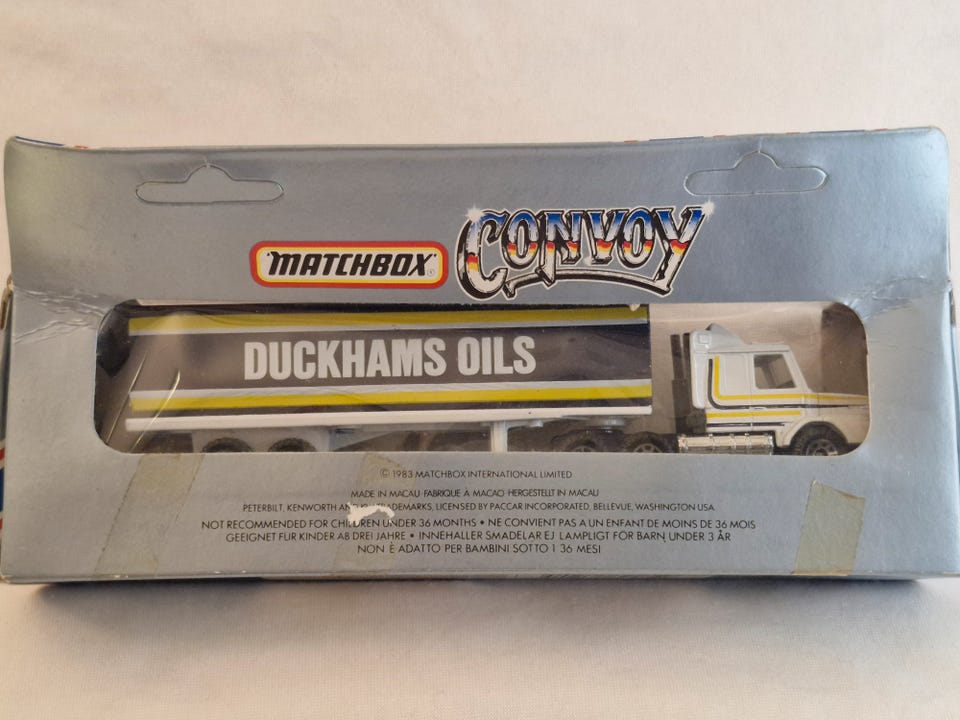 MATCHBOX
CONVOY
DUCKHAMS OILS
© 1983 MATCHBOX INTERNATIONAL LIMITED
MADE IN MACAU FABRIQUE À MACAO HERGESTELLT IN MACAU
PETERBILT, KENWORTH TRADEMARKS, LICENSED BY PACCAR INCORPORATED, BELLEVUE, WASHINGTON USA.
NOT RECOMMENDED FOR CHILDREN UNDER 36 MONTHS • NE CONVIENT PAS A UN ENFANT DE MOINS DE 36 MOIS
GEEIGNET FUR KINDER AB DREI JAHRE • INNEHALLER SMADELAR EJ LAMPLIGT FÖR BARN UNDER 3 ÅR
NON È ADATTO PER BAMBINI SOTTO I 36 MESI